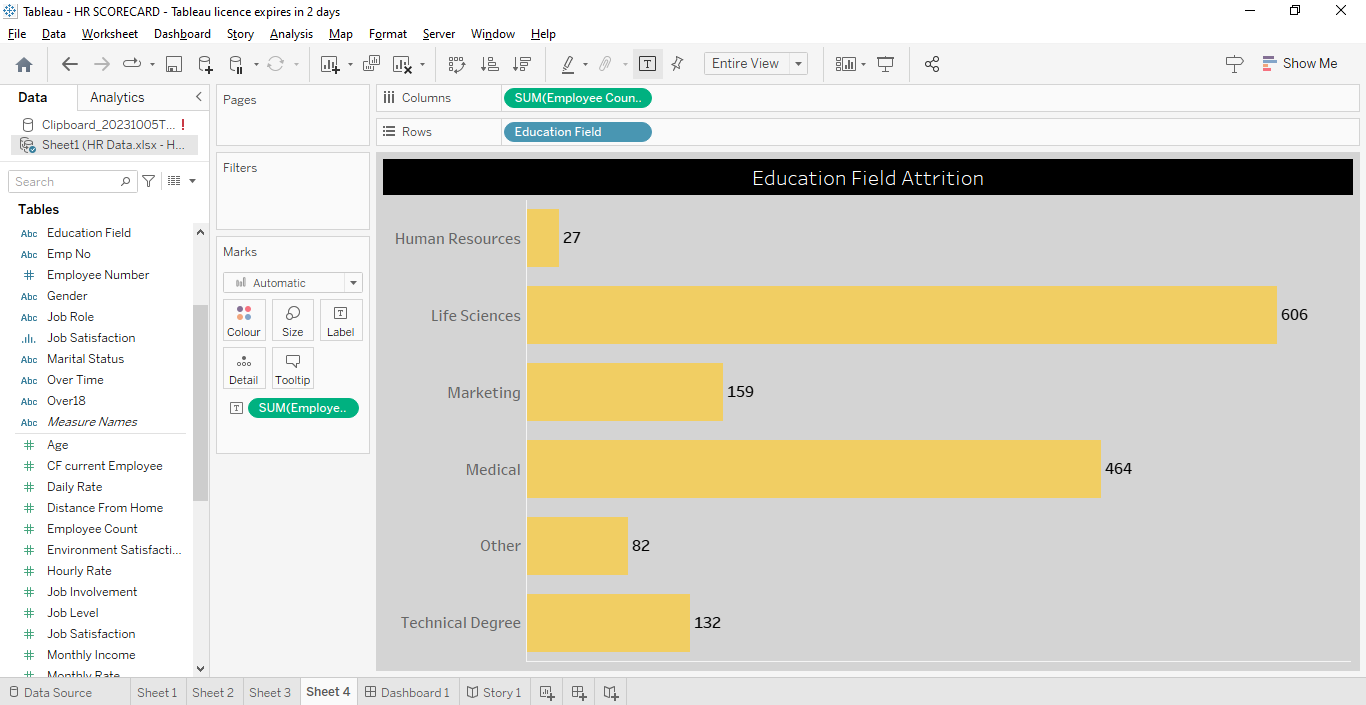 Tableau - HR SCORECARD - Tableau licence expires in 2 days
File Data Worksheet Dashboard Story Analysis Map Format Server Window Help
Entire View
Show Me
Data Analytics
Clipboard_20231005T... !
Sheet1 (HR Data.xlsx - H...
Search
Tables
Abc Education Field
Abc Emp No
Employee Number
Abc Gender
Abc Job Role
Job Satisfaction
Abc Marital Status
Abc Over Time
Abc Over18
Abc Measure Names
Age
CF current Employee
Daily Rate
Distance From Home
Employee Count
Environment Satisfacti...
Hourly Rate
Job Involvement
Job Level
Job Satisfaction
Monthly Income
Monthly Rate
Pages
Filters
Marks
Automatic
Colour Size Label
Detail Tooltip
SUM(Employe..
Columns SUM(Employee Coun..
Rows Education Field
Education Field Attrition
Human Resources 27
Life Sciences 606
Marketing 159
Medical 464
Other 82
Technical Degree 132
Data Source Sheet 1 Sheet 2 Sheet 3 Sheet 4 Dashboard 1 Story 1